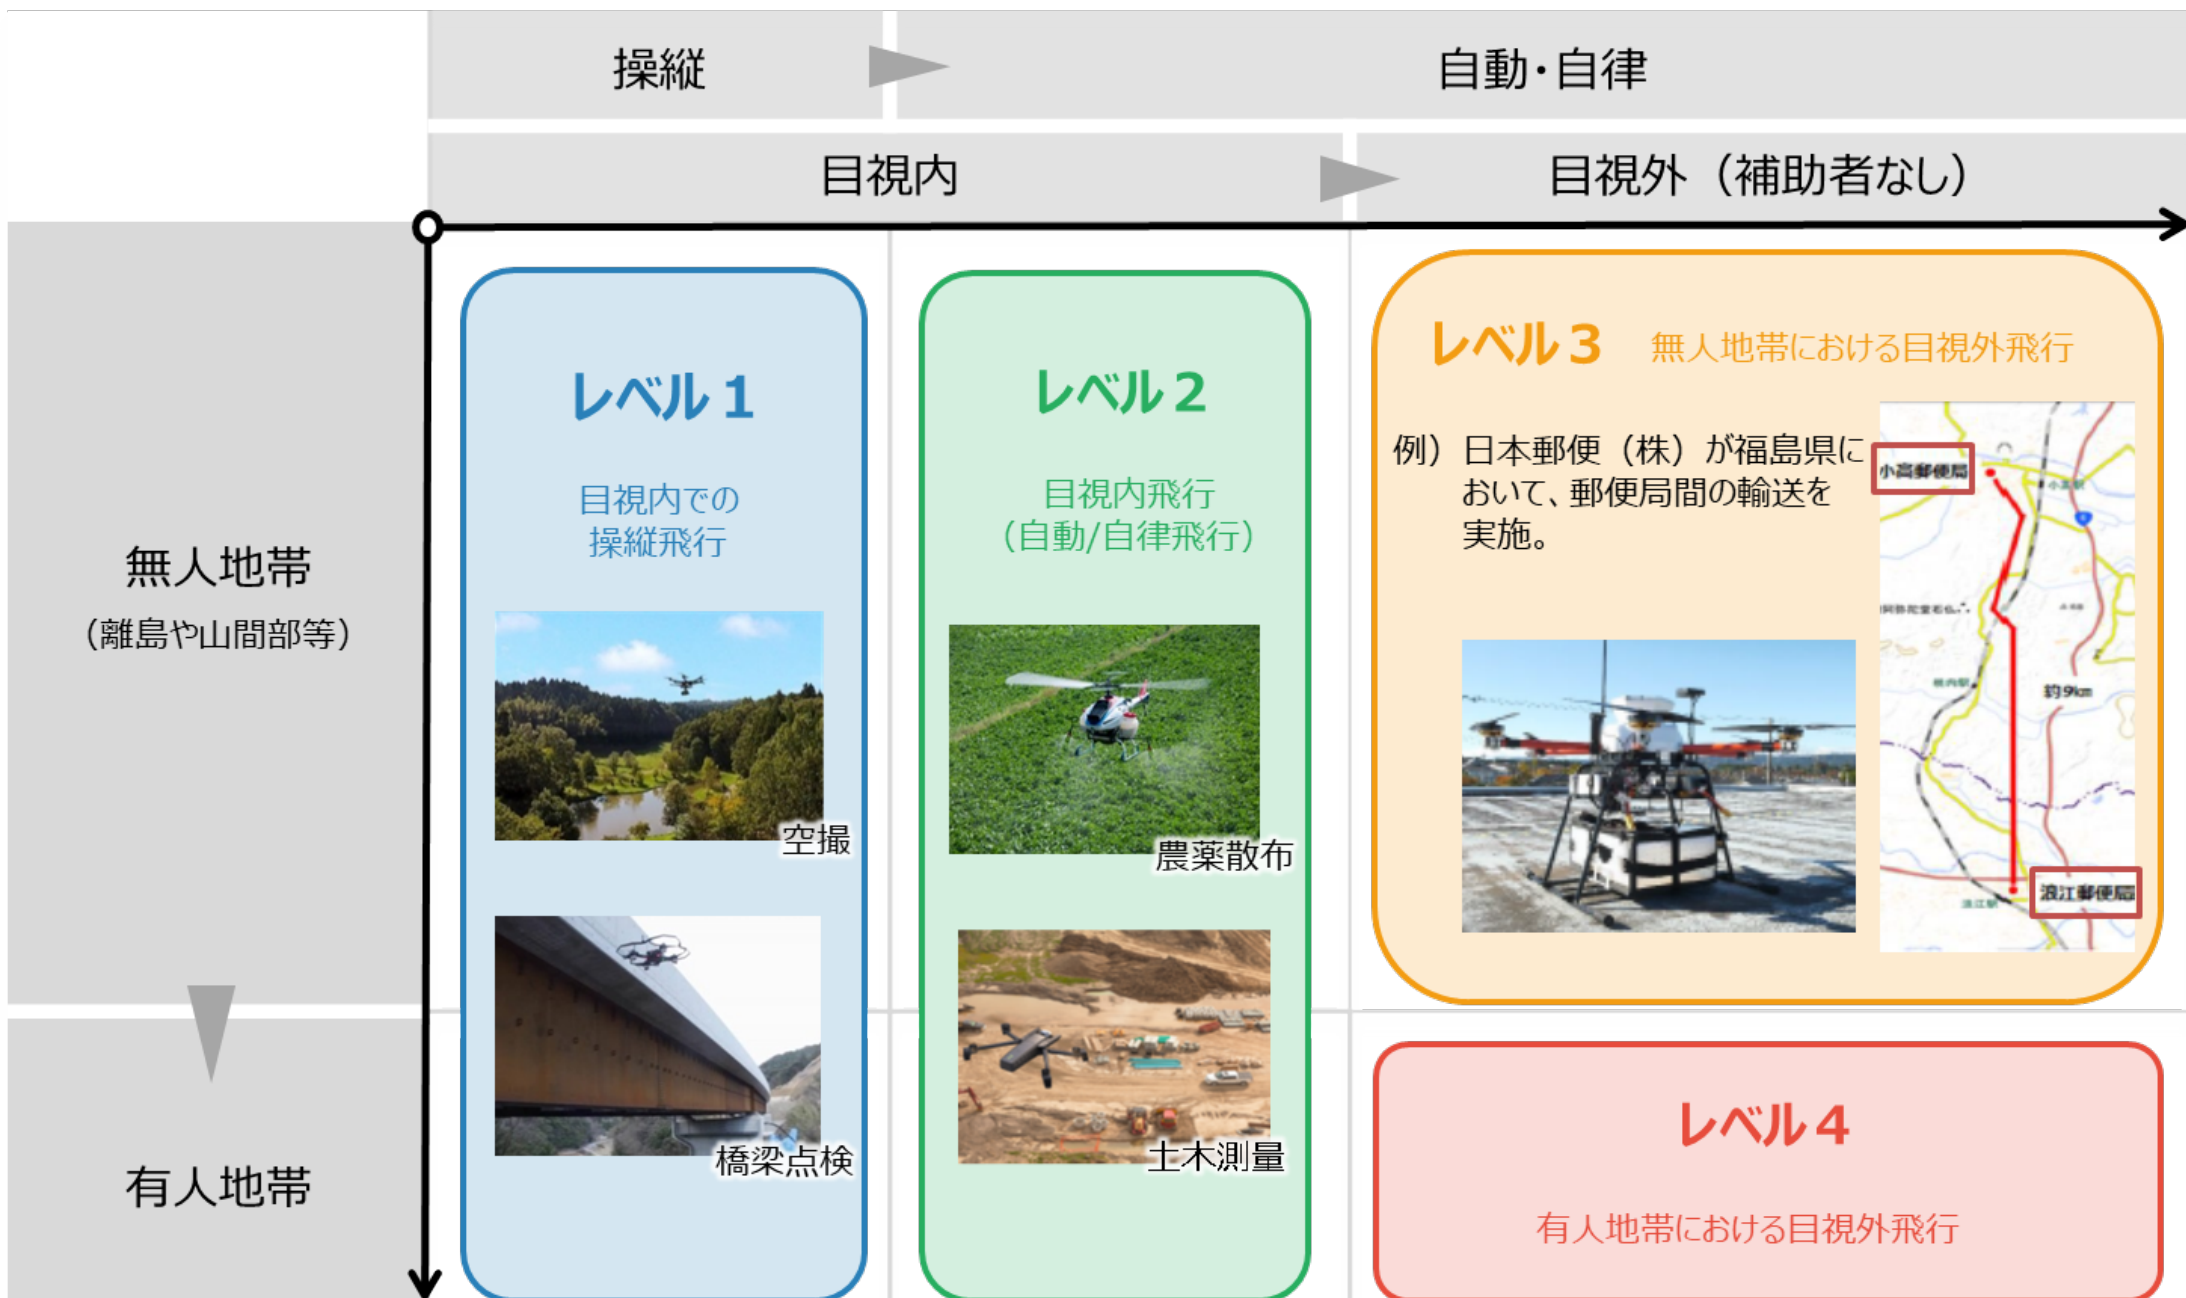 操縦
自動・自律
目視内
目視外（補助者なし）
無人地帯
（離島や山間部等）
有人地帯
レベル1
目視内での
操縦飛行
空撮
橋梁点検
レベル2
目視内飛行
（自動/自律飛行）
農薬散布
土木測量
レベル3
無人地帯における目視外飛行
例）日本郵便（株）が福島県に
おいて、郵便局間の輸送を
実施。
小高郵便局
小高駅
約9km
浪江駅
浪江郵便局
レベル4
有人地帯における目視外飛行